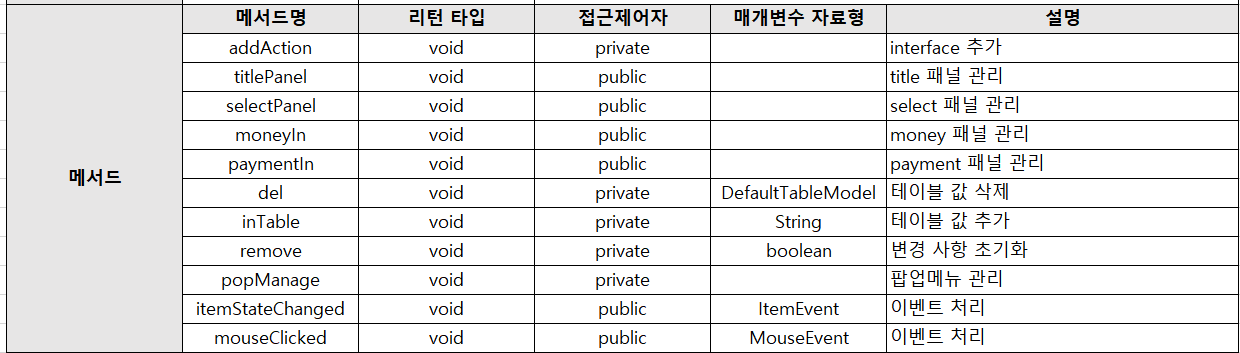 메서드명 리턴 타입 접근제어자 매개변수 자료형 설명
addAction void private interface 추가
titlePanel void public title 패널 관리
selectPanel void public select 패널 관리
moneyIn void public money 패널 관리
paymentIn void public payment 패널 관리
메서드
del void private DefaultTableModel 테이블 값 삭제
inTable void private String 테이블 값 추가
remove void private boolean 변경 사항 초기화
popManage void private 팝업메뉴 관리
itemStateChanged void public ItemEvent 이벤트 처리
mouseClicked void public MouseEvent 이벤트 처리